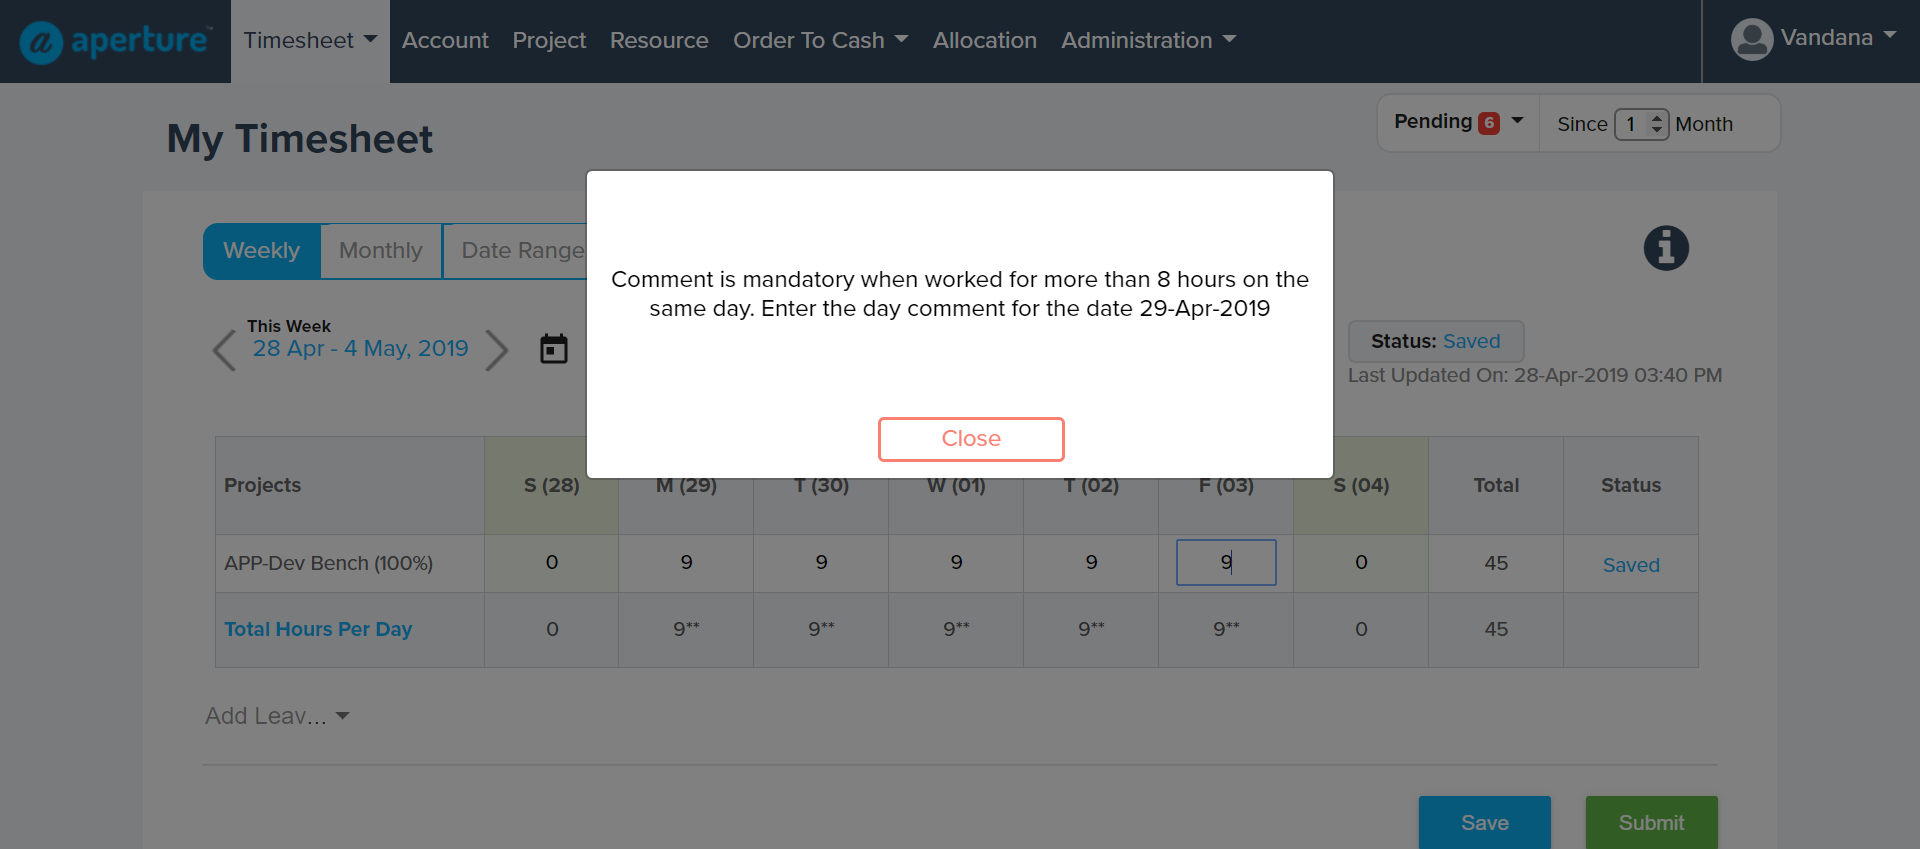 aperture™
Timesheet Account Project Resource Order To Cash Allocation Administration Vandana
My Timesheet
Pending 6 Since 1 Month
Weekly Monthly Date Range
Comment is mandatory when worked for more than 8 hours on the
same day. Enter the day comment for the date 29-Apr-2019
Close
This Week
28 Apr - 4 May, 2019
Status: Saved
Last Updated On: 28-Apr-2019 03:40 PM
Projects S (28) M (29) T (30) W (01) T (02) F (03) S (04) Total Status
APP-Dev Bench (100%) 0 9 9 9 9 9 0 45 Saved
Total Hours Per Day 0 9** 9** 9** 9** 9** 0 45
Add Leav...
Save Submit